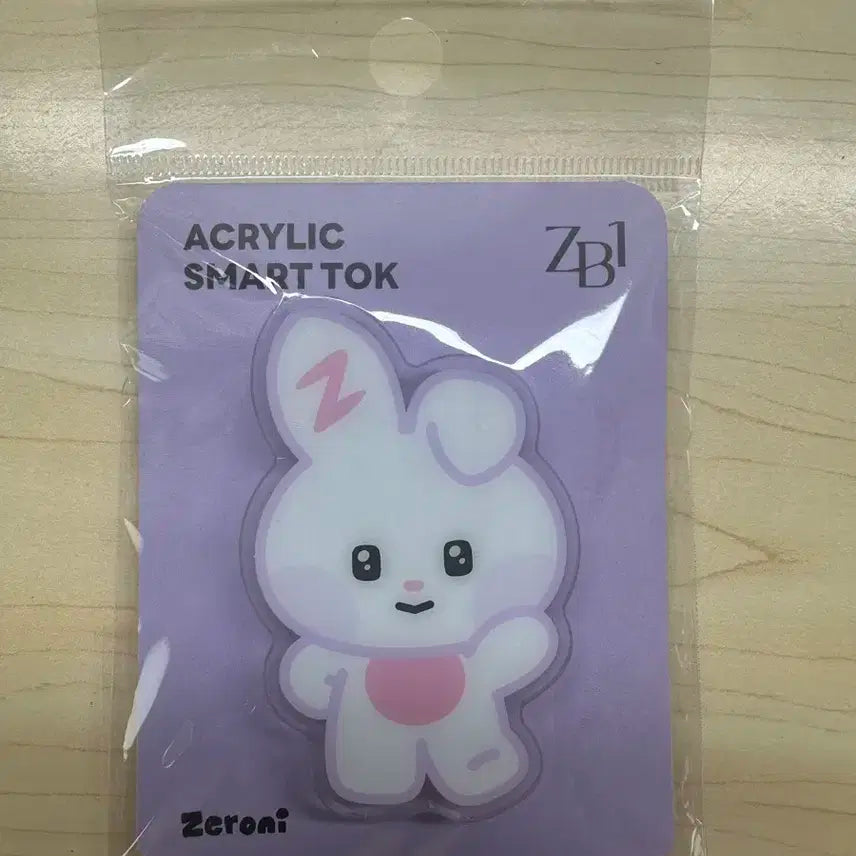 ACRYLIC
SMART TOK
ZB1
Z
Zeroni